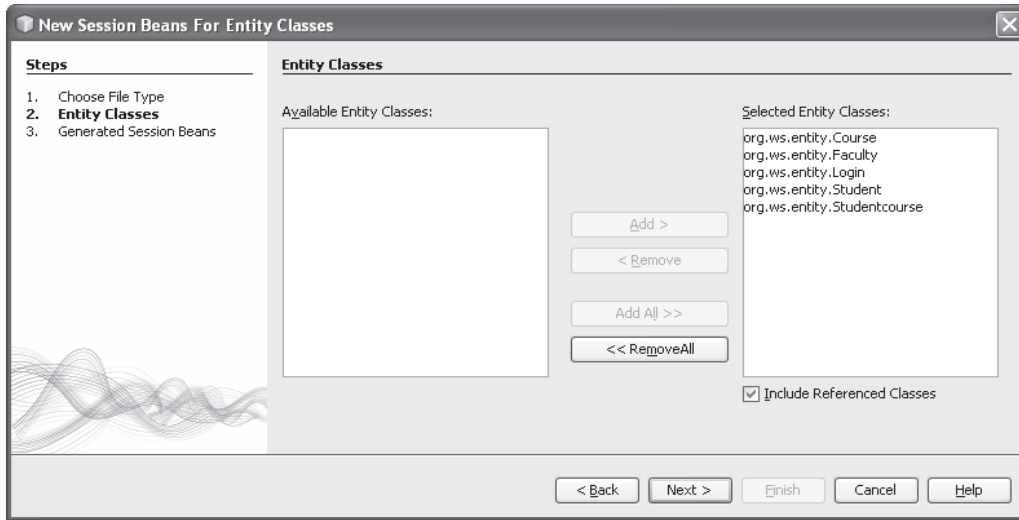 New Session Beans For Entity Classes
Steps
1. Choose File Type
2. Entity Classes
3. Generated Session Beans
Entity Classes
Available Entity Classes:
Selected Entity Classes:
org.ws.entity.Course
org.ws.entity.Faculty
org.ws.entity.Login
org.ws.entity.Student
org.ws.entity.Studentcourse
Add >
< Remove
Add All >>
<< RemoveAll
Include Referenced Classes
< Back
Next >
Finish
Cancel
Help